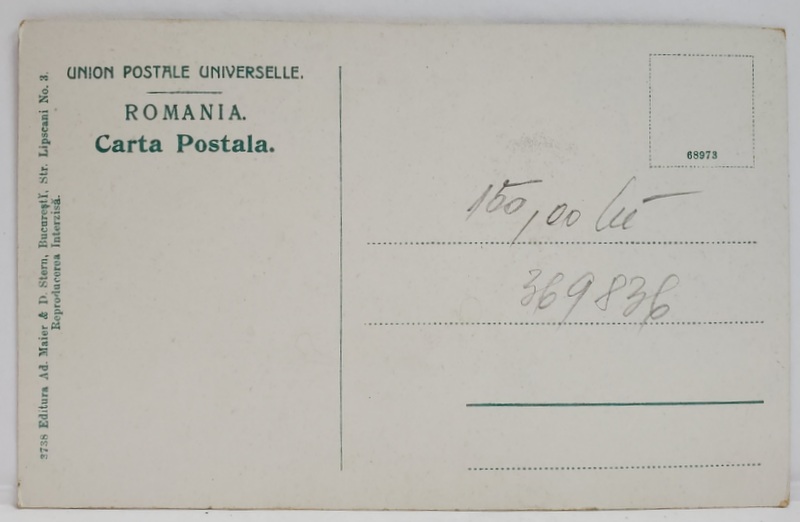 UNION POSTALE UNIVERSELLE.
ROMANIA.
Carta Postala.
3738 Editura Ad. Maier & D. Stern, Bucureștĭ, Str. Lipscani No. 3.
Reproducerea Interzisă.
68973
150,00 lei
369836